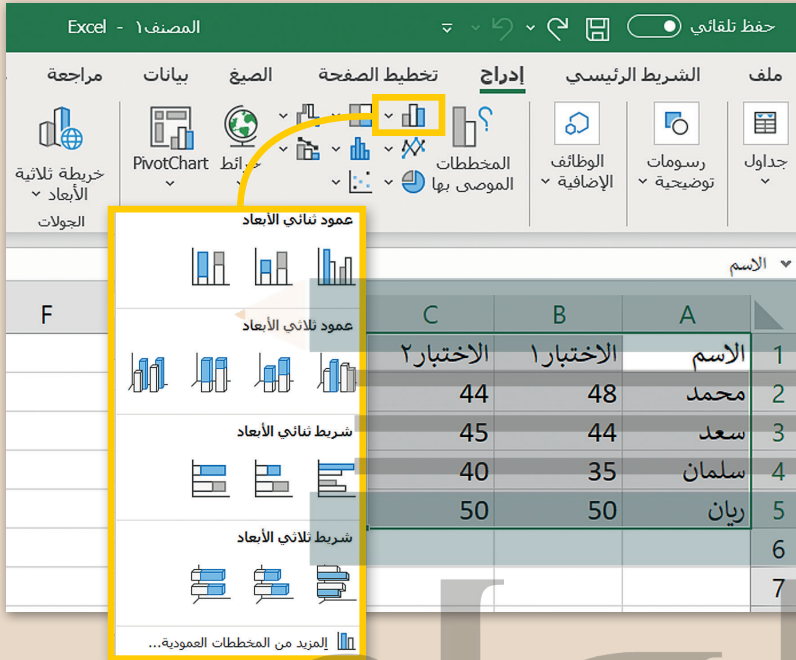 حفظ تلقائي المصنف١ - Excel
ملف الشريط الرئيسي إدراج تخطيط الصفحة الصيغ بيانات مراجعة
جداول
رسومات توضيحية
الوظائف الإضافية
المخططات الموصى بها
خرائط
PivotChart
خريطة ثلاثية الأبعاد
الجولات
الاسم
عمود ثنائي الأبعاد
عمود ثلاثي الأبعاد
شريط ثنائي الأبعاد
شريط ثلاثي الأبعاد
المزيد من المخططات العمودية...
A B C F
1 الاسم الاختبار١ الاختبار٢
2 محمد 48 44
3 سعد 44 45
4 سلمان 35 40
5 ريان 50 50
6
7